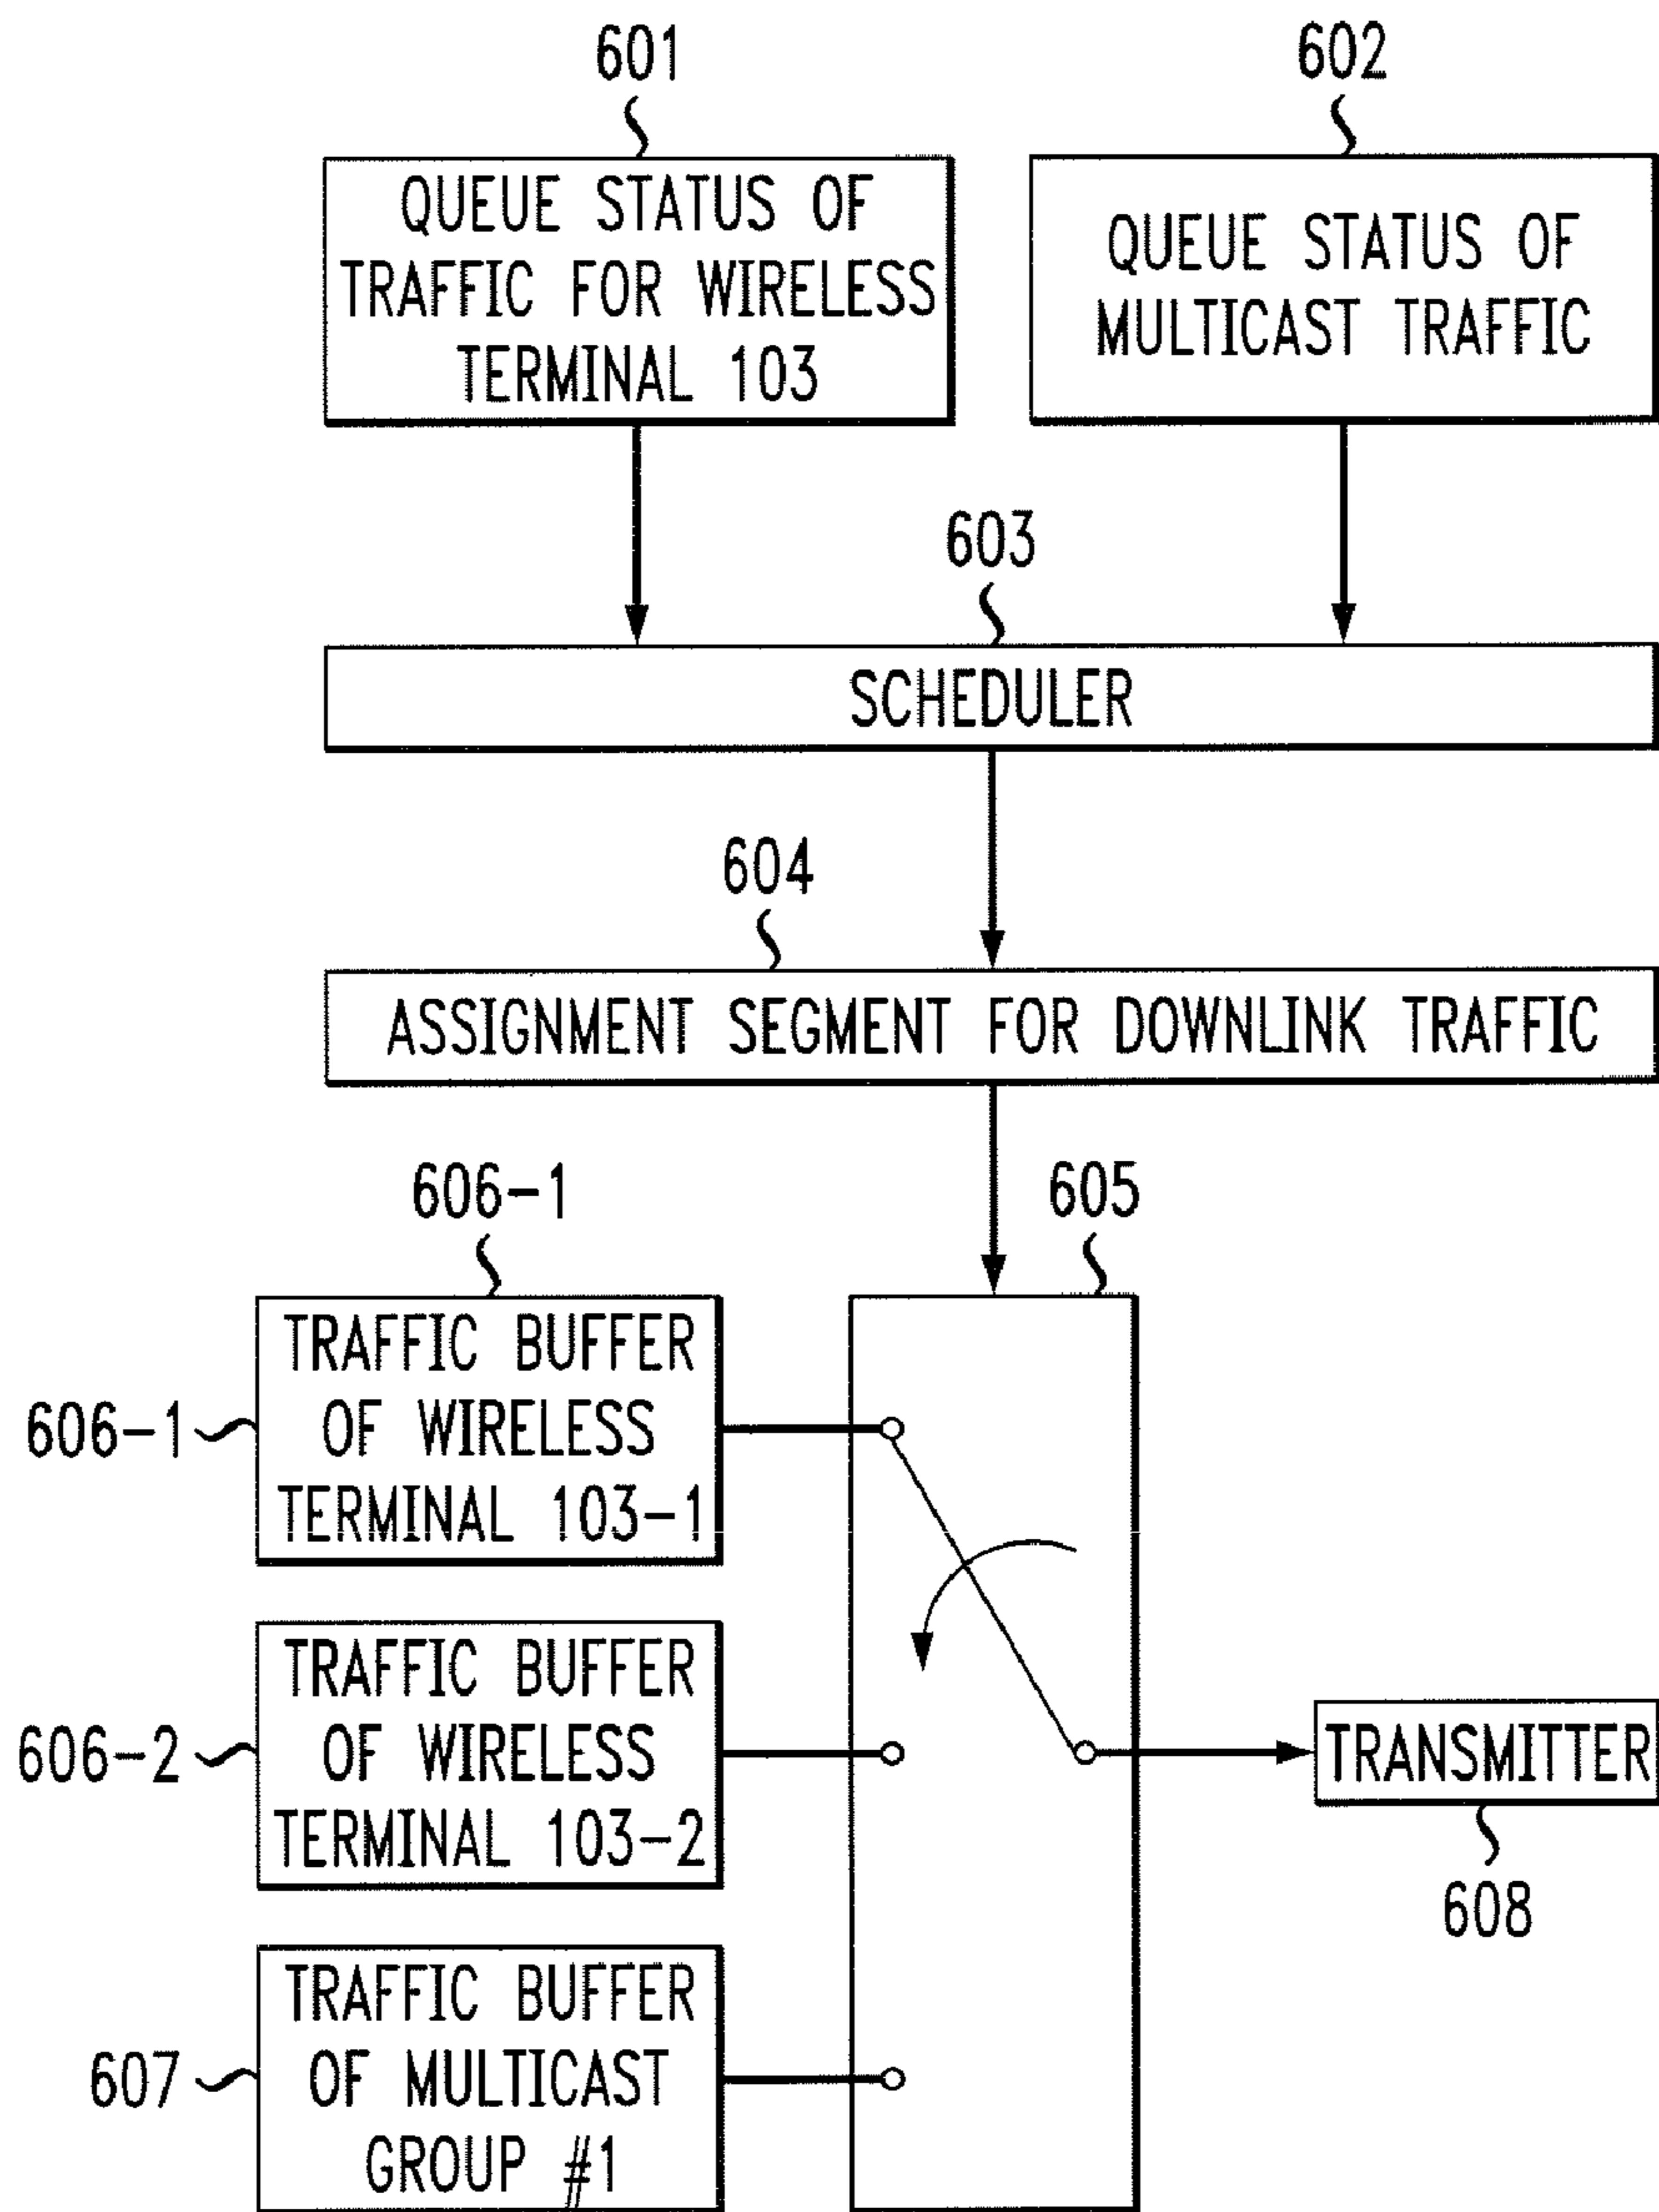 601
602
QUEUE STATUS OF
TRAFFIC FOR WIRELESS
TERMINAL 103
QUEUE STATUS OF
MULTICAST TRAFFIC
603
SCHEDULER
604
ASSIGNMENT SEGMENT FOR DOWNLINK TRAFFIC
606-1
605
606-1
TRAFFIC BUFFER
OF WIRELESS
TERMINAL 103-1
606-2
TRAFFIC BUFFER
OF WIRELESS
TERMINAL 103-2
TRANSMITTER
608
607
TRAFFIC BUFFER
OF MULTICAST
GROUP #1